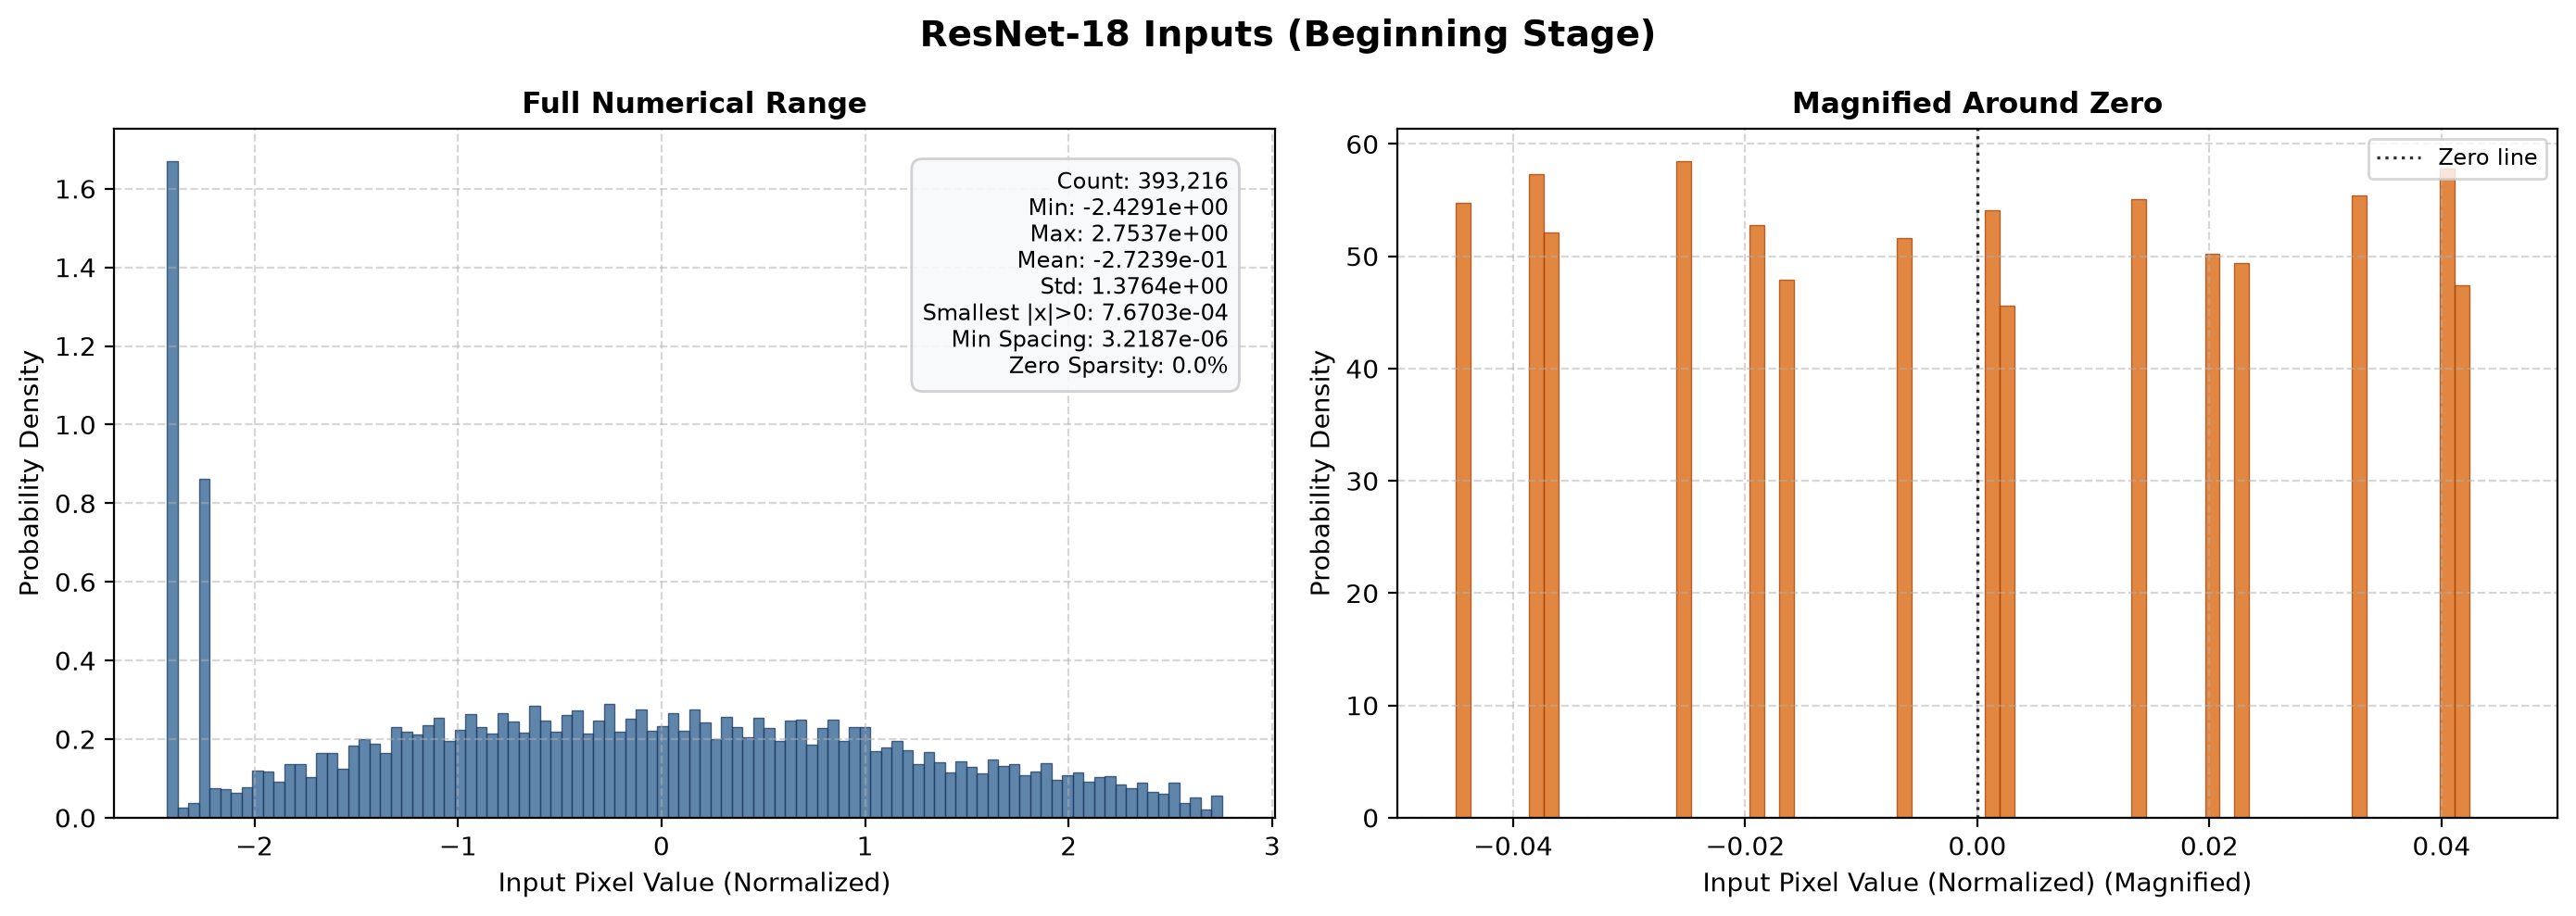 ResNet-18 Inputs (Beginning Stage)
Full Numerical Range
Probability Density
1.6
1.4
1.2
1.0
0.8
0.6
0.4
0.2
0.0
Count: 393,216
Min: -2.4291e+00
Max: 2.7537e+00
Mean: -2.7239e-01
Std: 1.3764e+00
Smallest |x|>0: 7.6703e-04
Min Spacing: 3.2187e-06
Zero Sparsity: 0.0%
−2 −1 0 1 2 3
Input Pixel Value (Normalized)
Magnified Around Zero
Probability Density
60
50
40
30
20
10
0
Zero line
−0.04 −0.02 0.00 0.02 0.04
Input Pixel Value (Normalized) (Magnified)